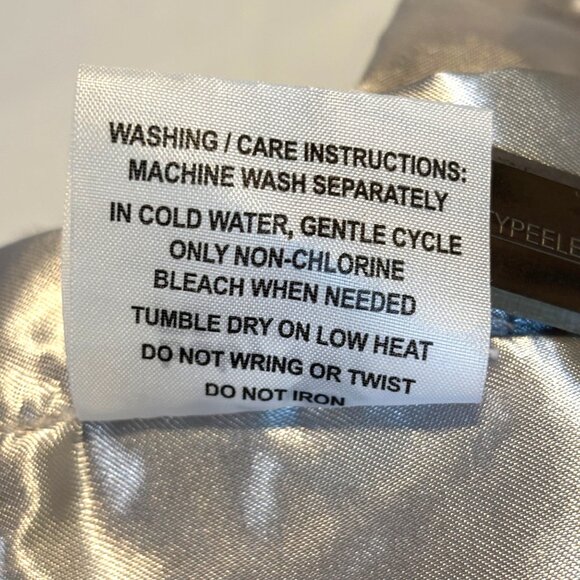 WASHING / CARE INSTRUCTIONS:
MACHINE WASH SEPARATELY
IN COLD WATER, GENTLE CYCLE
ONLY NON-CHLORINE
BLEACH WHEN NEEDED
TUMBLE DRY ON LOW HEAT
DO NOT WRING OR TWIST
DO NOT IRON